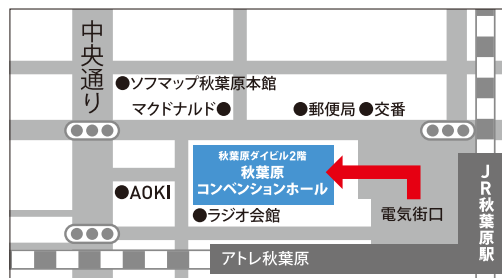 中央通り
●ソフマップ秋葉原本館
マクドナルド●
●郵便局 ●交番
秋葉原ダイビル2階
秋葉原
コンベンションホール
●AOKI
●ラジオ会館
電気街口
JR秋葉原駅
アトレ秋葉原